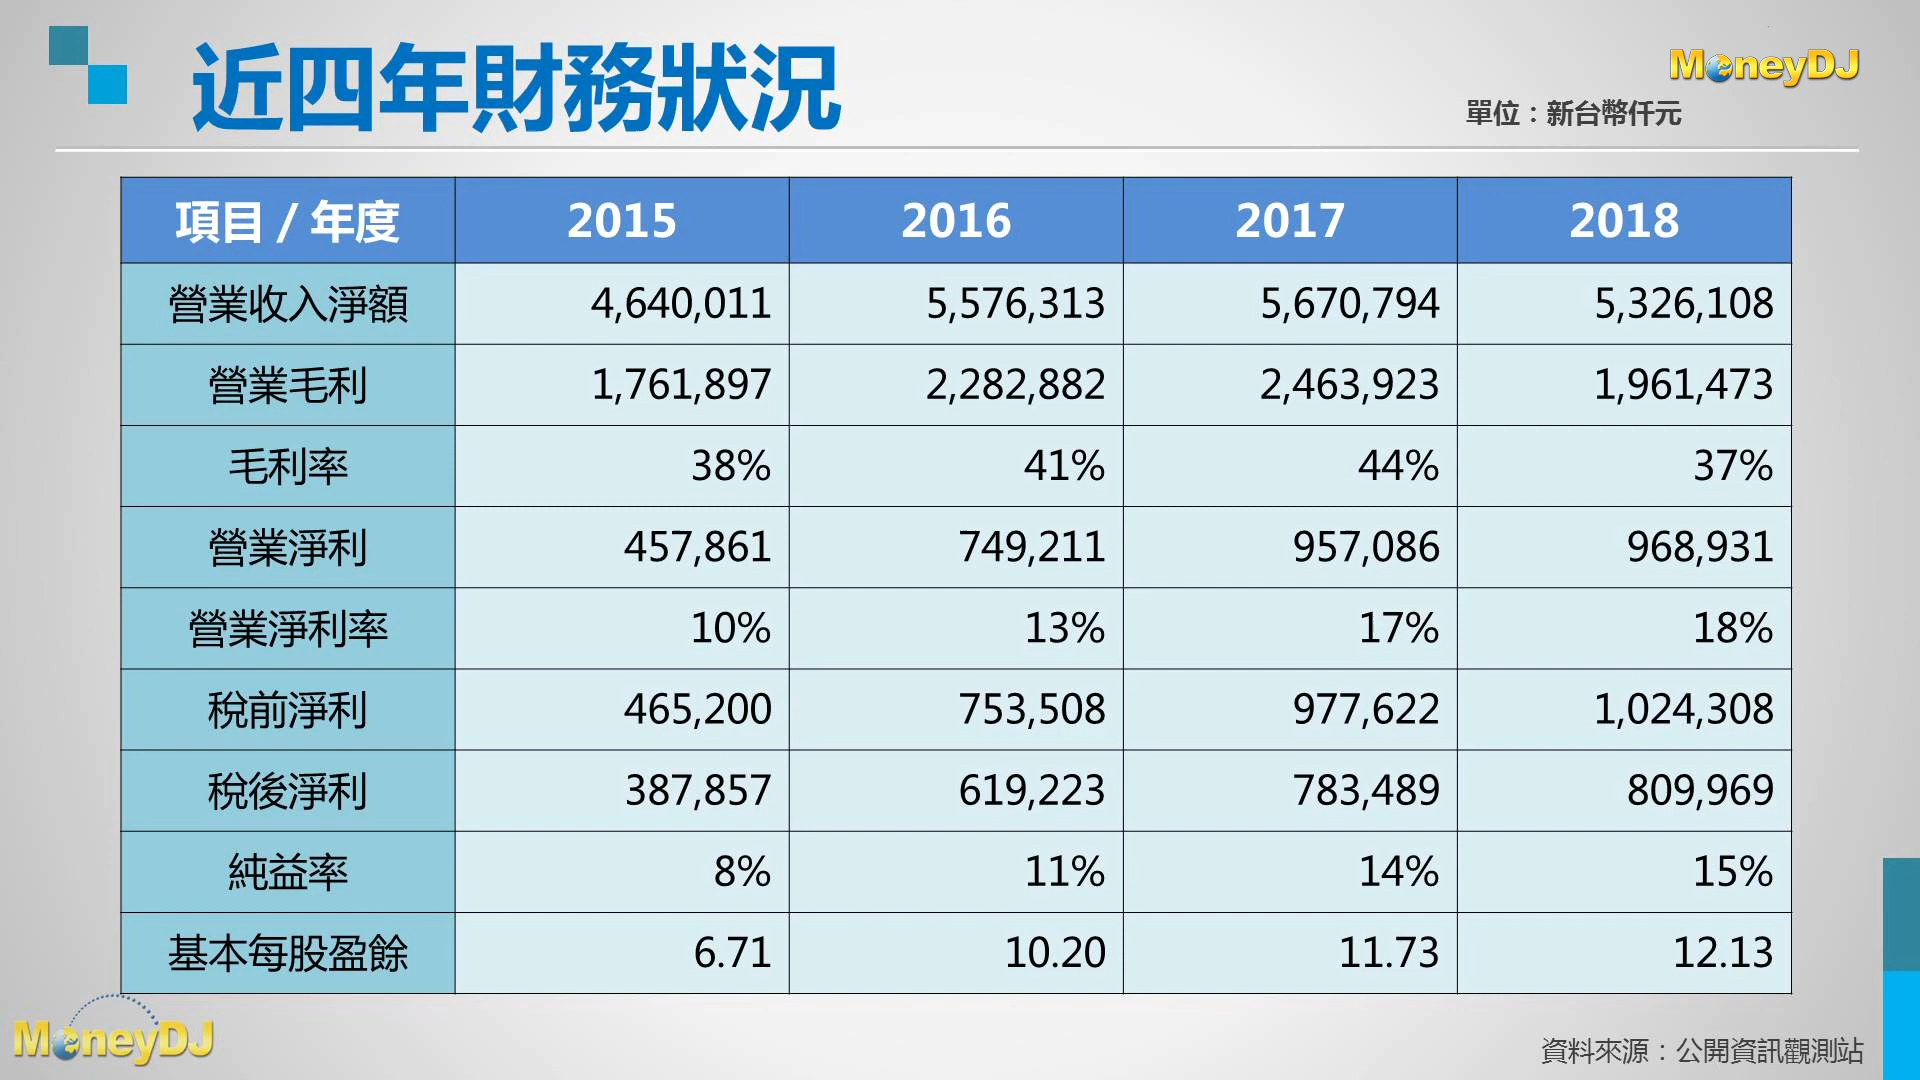 近四年財務狀況
MoneyDJ
單位：新台幣仟元
項目 / 年度 2015 2016 2017 2018
營業收入淨額 4,640,011 5,576,313 5,670,794 5,326,108
營業毛利 1,761,897 2,282,882 2,463,923 1,961,473
毛利率 38% 41% 44% 37%
營業淨利 457,861 749,211 957,086 968,931
營業淨利率 10% 13% 17% 18%
稅前淨利 465,200 753,508 977,622 1,024,308
稅後淨利 387,857 619,223 783,489 809,969
純益率 8% 11% 14% 15%
基本每股盈餘 6.71 10.20 11.73 12.13
MoneyDJ
資料來源：公開資訊觀測站